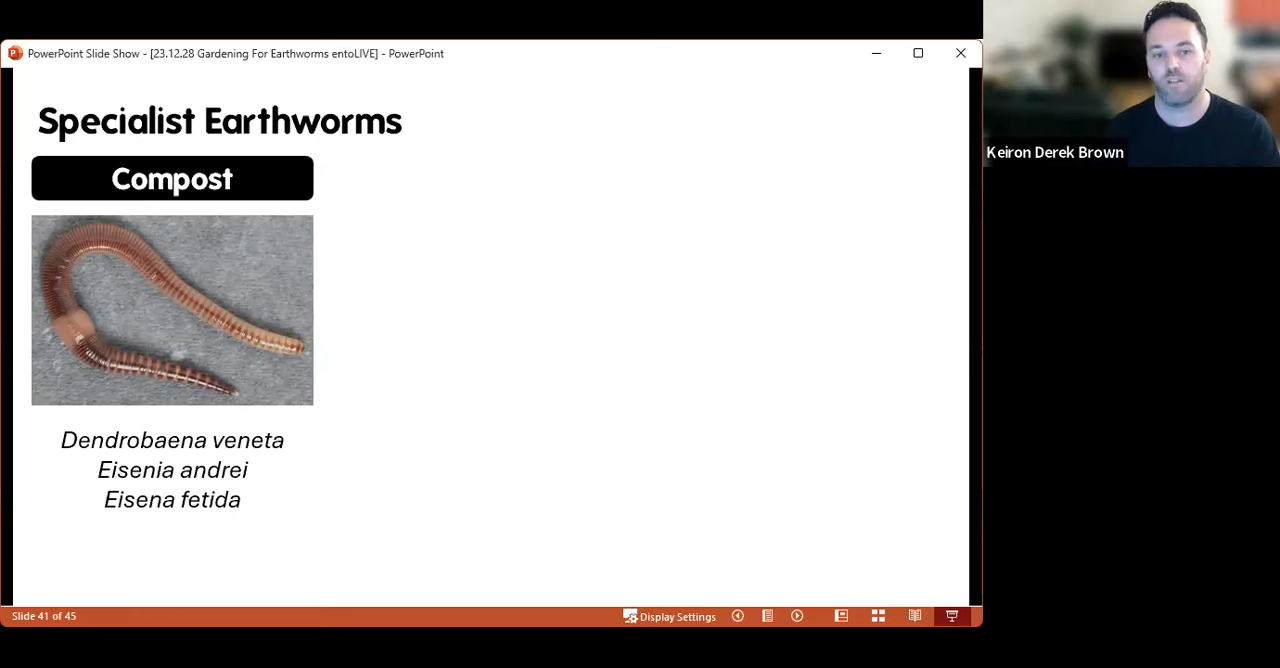 PowerPoint Slide Show - [23.12.28 Gardening For Earthworms entoLIVE] - PowerPoint
Specialist Earthworms
Compost
Dendrobaena veneta
Eisenia andrei
Eisena fetida
Slide 41 of 45
Display Settings
Keiron Derek Brown